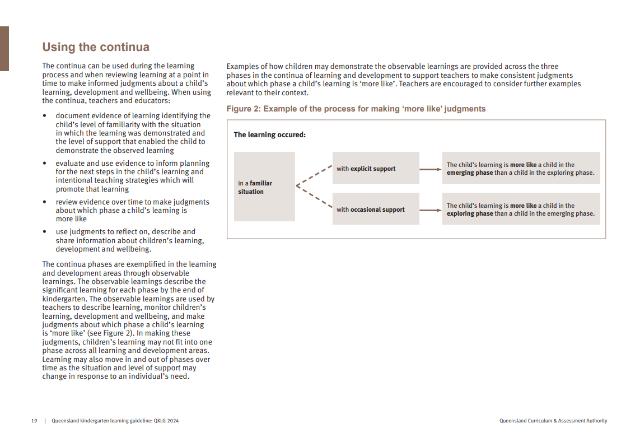 Using the continua
The continua can be used during the learning
process and when reviewing learning at a point in
time to make informed judgments about a child's
learning, development and wellbeing. When using
the continua, teachers and educators:
• document evidence of learning identifying the
child's level of familiarity with the situation
in which the learning was demonstrated and
the level of support that enabled the child to
demonstrate the observed learning
• evaluate and use evidence to inform planning
for the next steps in the child's learning and
intentional teaching strategies which will
promote that learning
• review evidence over time to make judgments
about which phase a child's learning is
more like
• use judgments to reflect on, describe and
share information about children's learning,
development and wellbeing.
The continua phases are exemplified in the learning
and development areas through observable
learnings. The observable learnings describe the
significant learning for each phase by the end of
kindergarten. The observable learnings are used by
teachers to describe learning, monitor children's
learning, development and wellbeing, and make
judgments about which phase a child's learning
is 'more like' (see Figure 2). In making these
judgments, children's learning may not fit into one
phase across all learning and development areas.
Learning may also move in and out of phases over
time as the situation and level of support may
change in response to an individual's need.
Examples of how children may demonstrate the observable learnings are provided across the three
phases in the continua of learning and development to support teachers to make consistent judgments
about which phase a child's learning is 'more like'. Teachers are encouraged to consider further examples
relevant to their context.
Figure 2: Example of the process for making 'more like' judgments
The learning occured:
in a familiar
situation
with explicit support
The child's learning is more like a child in the
emerging phase than a child in the exploring phase.
with occasional support
The child's learning is more like a child in the
exploring phase than a child in the emerging phase.
19 | Queensland kindergarten learning guideline: QKLG 2024
Queensland Curriculum & Assessment Authority